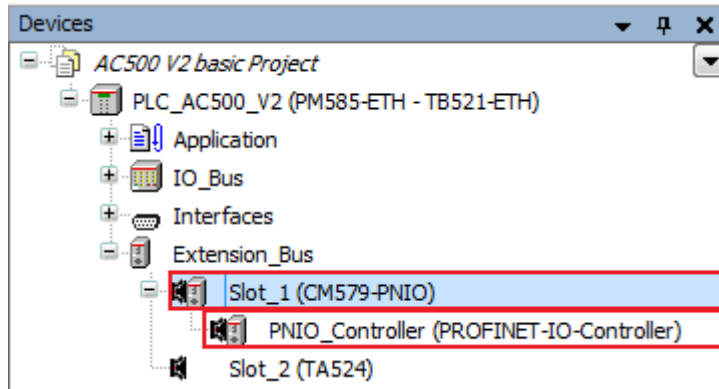 Devices
AC500 V2 basic Project
PLC_AC500_V2 (PM585-ETH - TB521-ETH)
Application
IO_Bus
Interfaces
Extension_Bus
Slot_1 (CM579-PNIO)
PNIO_Controller (PROFINET-IO-Controller)
Slot_2 (TA524)